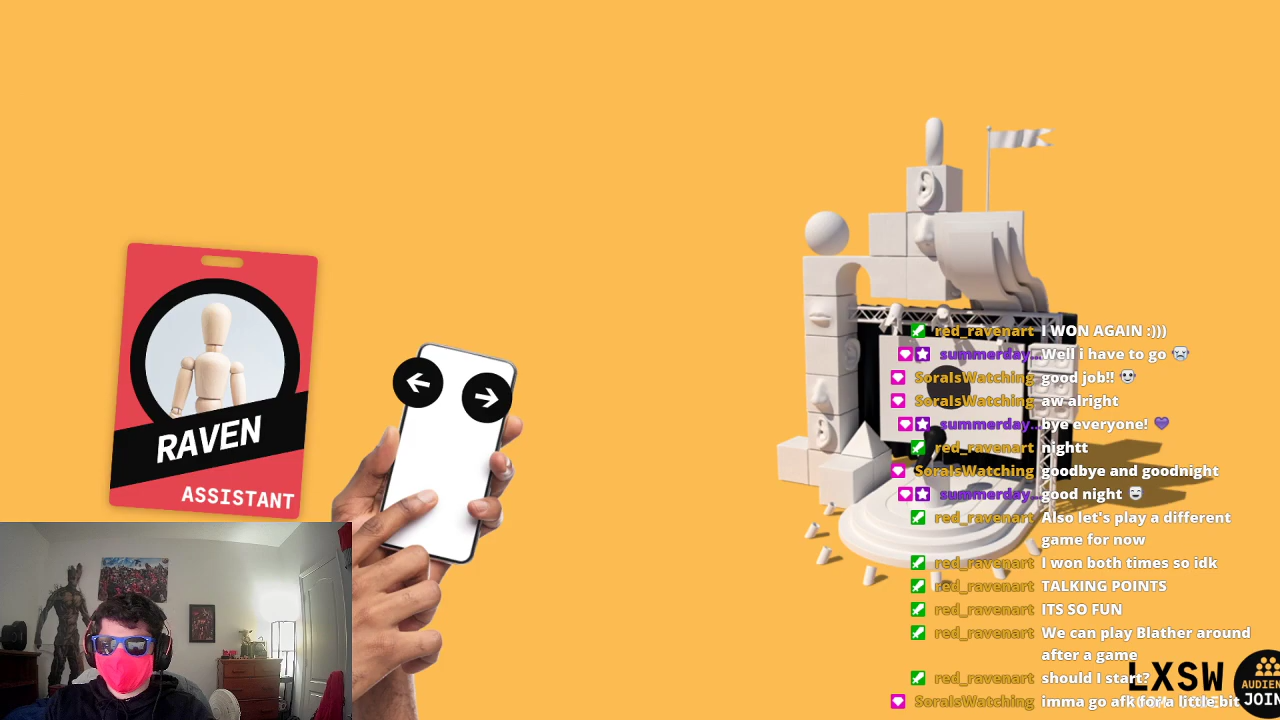 RAVEN
ASSISTANT
red_ravenart I WON AGAIN :)))
summerday... Well i have to go
SoraIsWatching good job!!
SoraIsWatching aw alright
summerday... bye everyone!
red_ravenart nightt
SoraIsWatching goodbye and goodnight
summerday... good night
red_ravenart Also let's play a different
game for now
red_ravenart I won both times so idk
red_ravenart TALKING POINTS
red_ravenart ITS SO FUN
red_ravenart We can play Blather around
after a game
red_ravenart should I start?
SoraIsWatching imma go afk for a little bit
LXSW
AUDIEN
JOIN